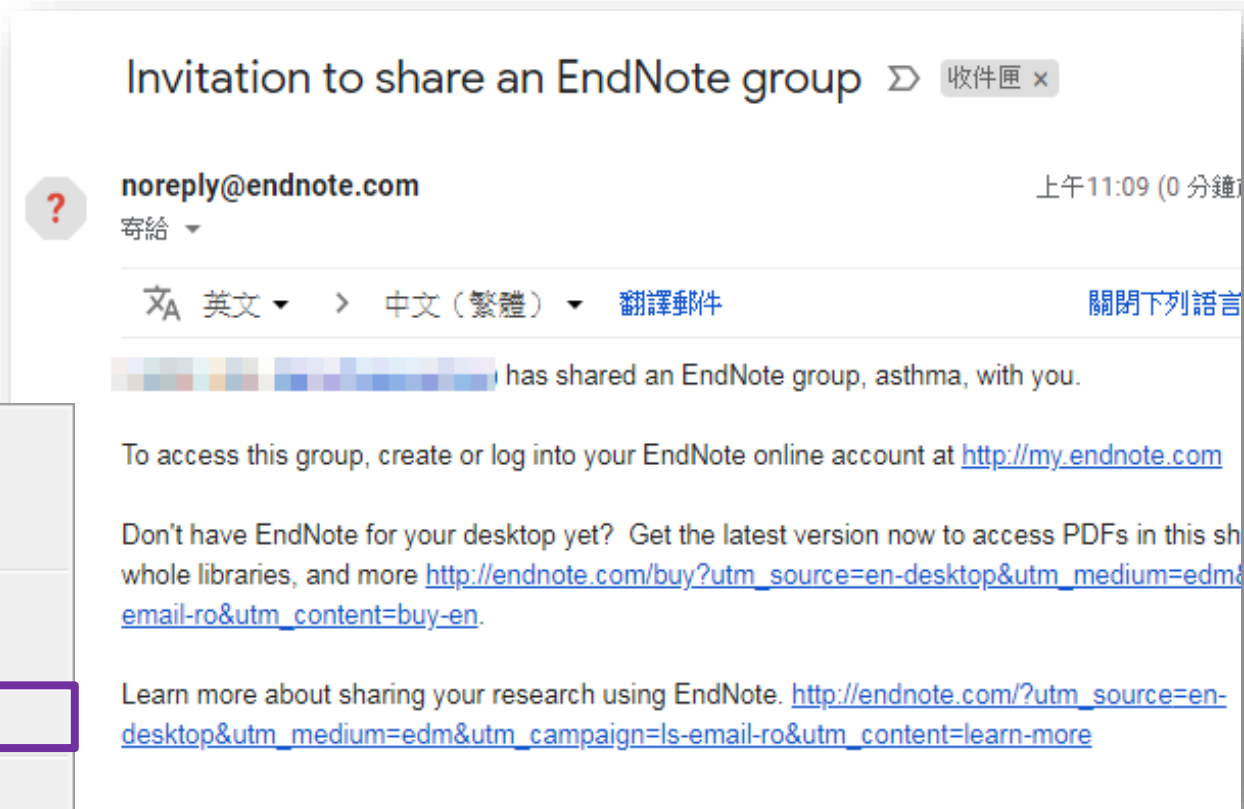 Invitation to share an EndNote group 收件匣 ×
noreply@endnote.com
上午11:09 (0 分鐘
?
寄給
文A 英文 > 中文（繁體） 翻譯郵件 關閉下列語言
has shared an EndNote group, asthma, with you.
To access this group, create or log into your EndNote online account at http://my.endnote.com
Don't have EndNote for your desktop yet? Get the latest version now to access PDFs in this sh
whole libraries, and more http://endnote.com/buy?utm_source=en-desktop&utm_medium=edm&
email-ro&utm_content=buy-en.
Learn more about sharing your research using EndNote. http://endnote.com/?utm_source=en-
desktop&utm_medium=edm&utm_campaign=ls-email-ro&utm_content=learn-more